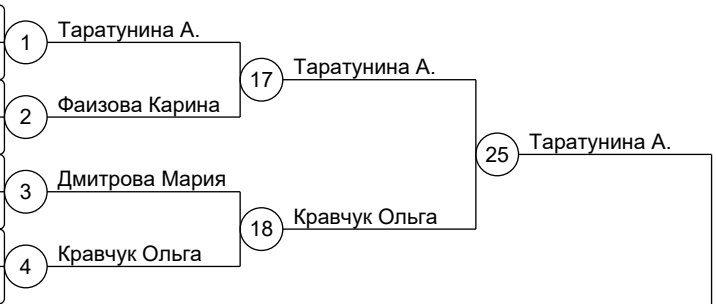 1 Таратунина А.
17 Таратунина А.
2 Фаизова Карина
25 Таратунина А.
3 Дмитрова Мария
18 Кравчук Ольга
4 Кравчук Ольга